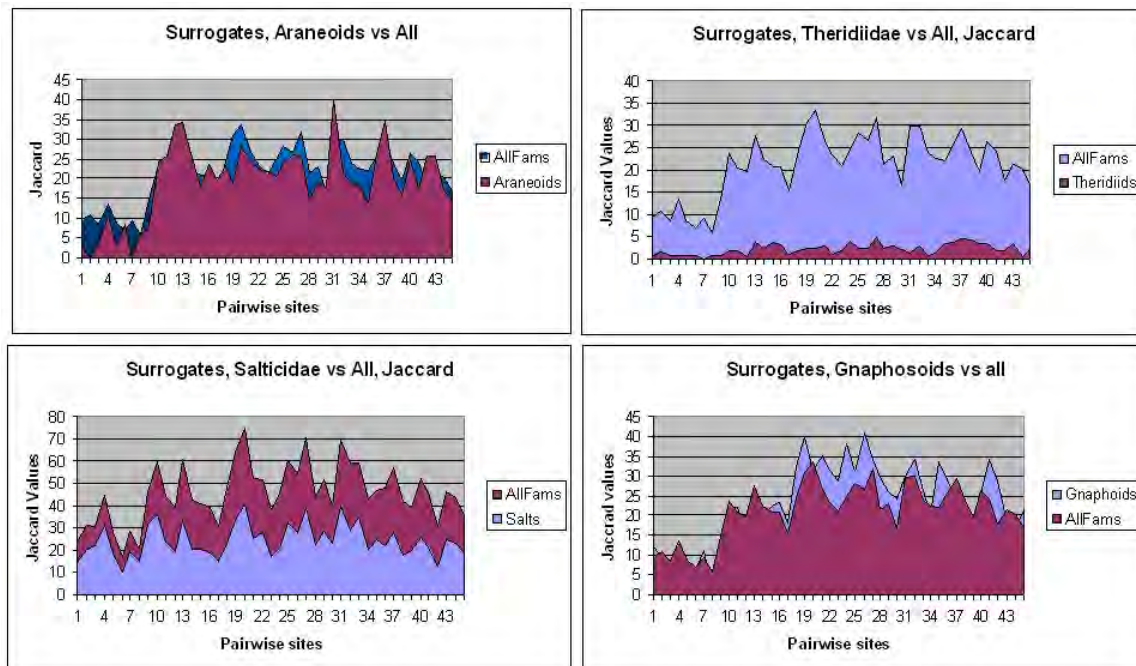 Surrogates, Araneoids vs All
45
40
35
30
25
20
15
10
5
0
Jaccard
1 4 7 10 13 16 19 22 25 28 31 34 37 40 43
Pairwise sites
AllFams
Araneoids
Surrogates, Theridiidae vs All, Jaccard
40
35
30
25
20
15
10
5
0
Jaccard Values
1 4 7 10 13 16 19 22 25 28 31 34 37 40 43
Pairwise sites
AllFams
Theridiids
Surrogates, Salticidae vs All, Jaccard
80
70
60
50
40
30
20
10
0
Jaccard Values
1 4 7 10 13 16 19 22 25 28 31 34 37 40 43
Pairwise sites
AllFams
Salts
Surrogates, Gnaphosoids vs all
45
40
35
30
25
20
15
10
5
0
Jaccrad Values
1 4 7 10 13 16 19 22 25 28 31 34 37 40 43
Pairwise sites
Gnaphoids
AllFams